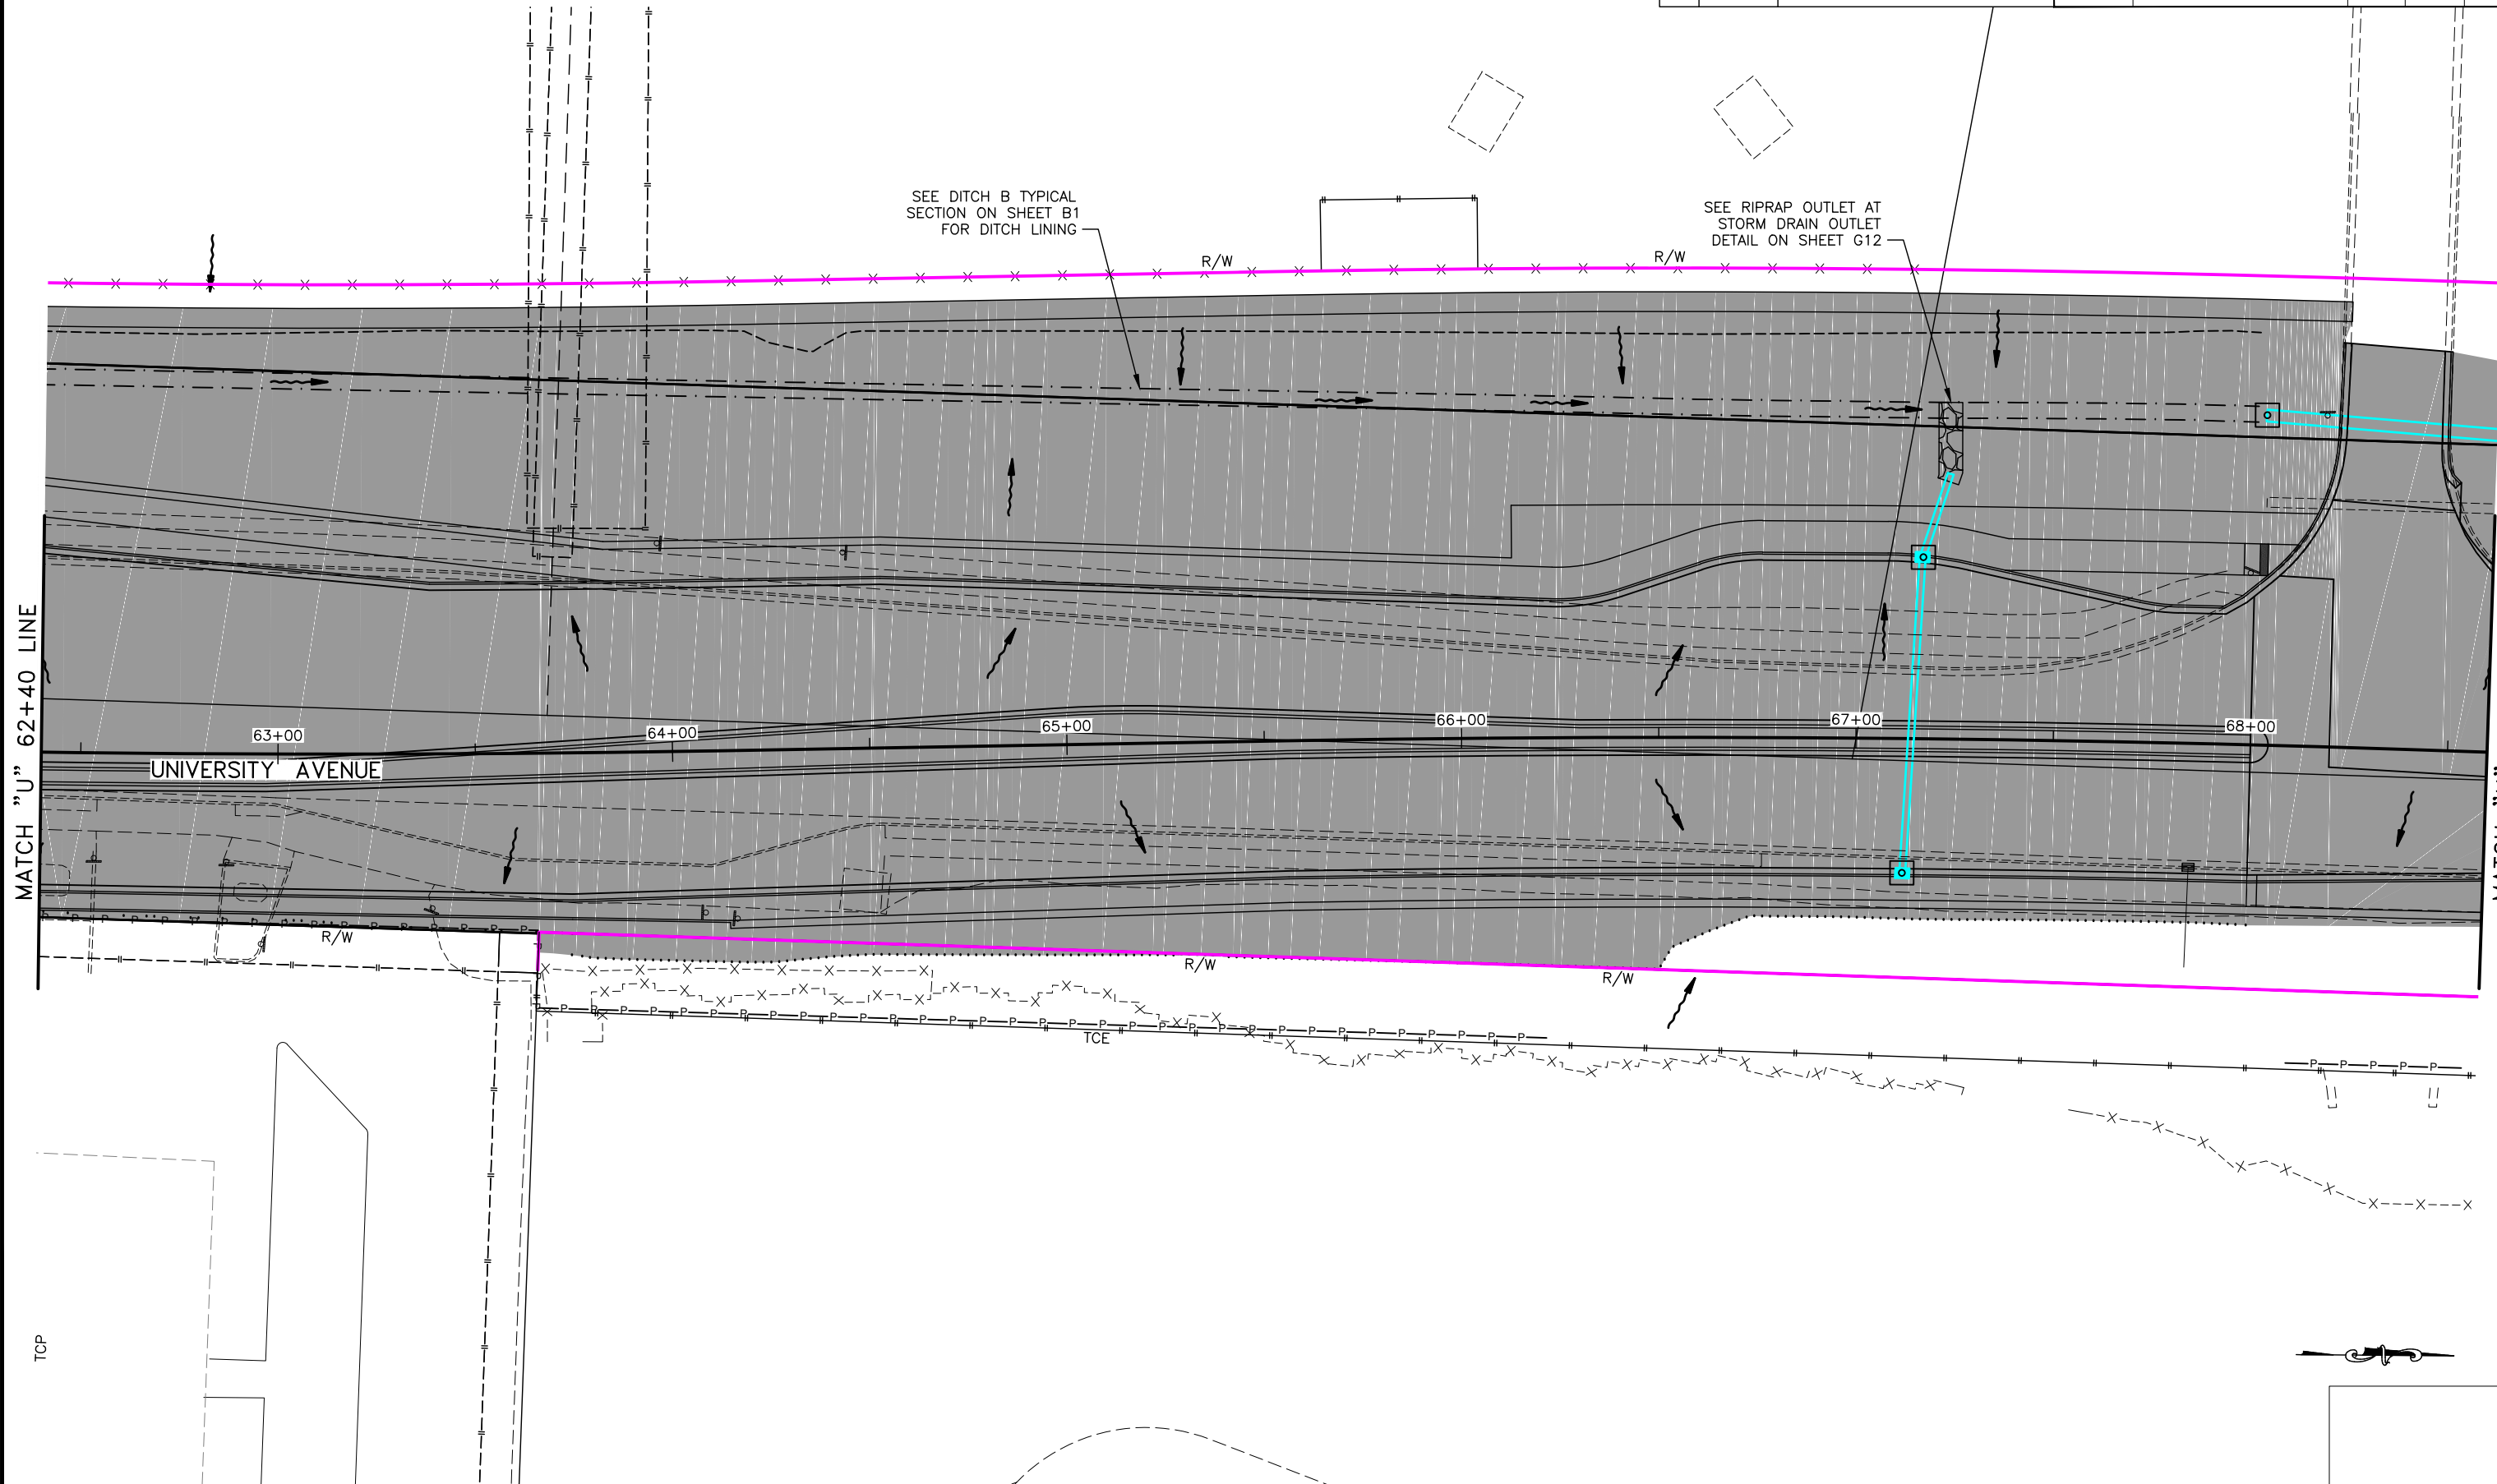 SEE DITCH B TYPICAL
SECTION ON SHEET B1
FOR DITCH LINING
SEE RIPRAP OUTLET AT
STORM DRAIN OUTLET
DETAIL ON SHEET G12
R/W
R/W
MATCH "U" 62+40 LINE
63+00
64+00
65+00
66+00
67+00
68+00
UNIVERSITY AVENUE
R/W
R/W
R/W
TCE
TCP